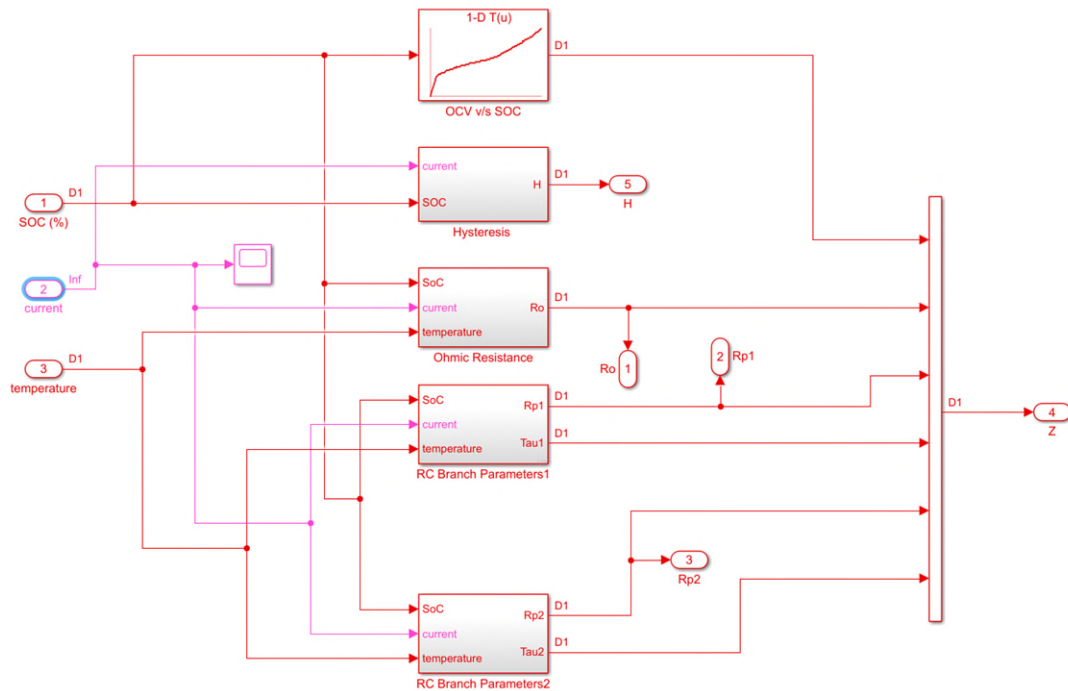 1-D T(u)
D1
OCV v/s SOC
current
SOC
H
D1
Hysteresis
5
H
D1
1
SOC (%)
Inf
2
current
D1
3
temperature
SoC
current
temperature
Ro
D1
Ohmic Resistance
Ro
1
2
Rp1
SoC
current
temperature
Rp1
Tau1
D1
D1
RC Branch Parameters1
D1
4
Z
3
Rp2
SoC
current
temperature
Rp2
Tau2
D1
D1
RC Branch Parameters2